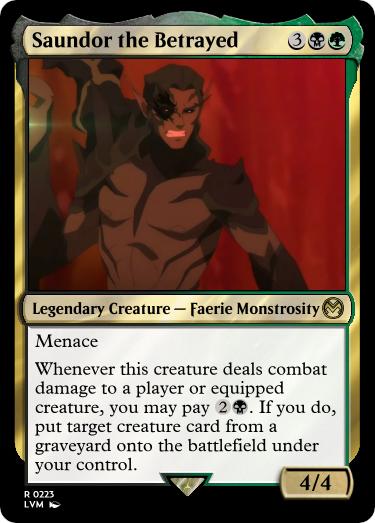 Saundor the Betrayed 3
Legendary Creature — Faerie Monstrosity
Menace
Whenever this creature deals combat
damage to a player or equipped
creature, you may pay 2. If you do,
put target creature card from a
graveyard onto the battlefield under
your control.
4/4
R 0223
LVM